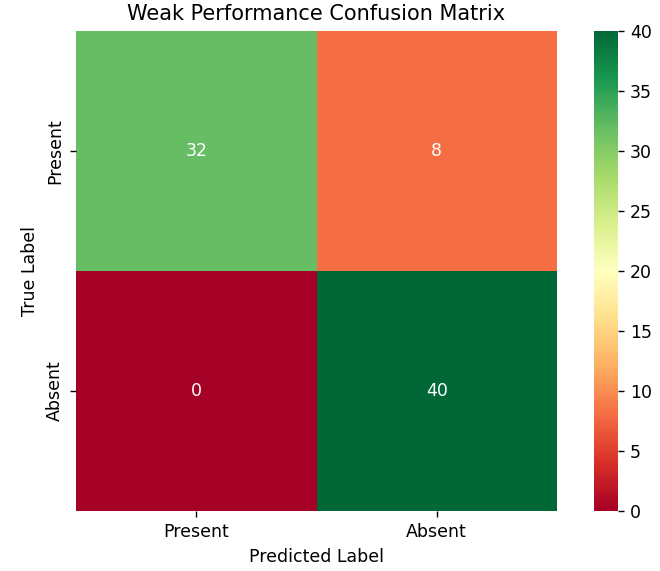 Weak Performance Confusion Matrix
True Label
Present
Absent
32
8
0
40
Present
Absent
Predicted Label
40
35
30
25
20
15
10
5
0